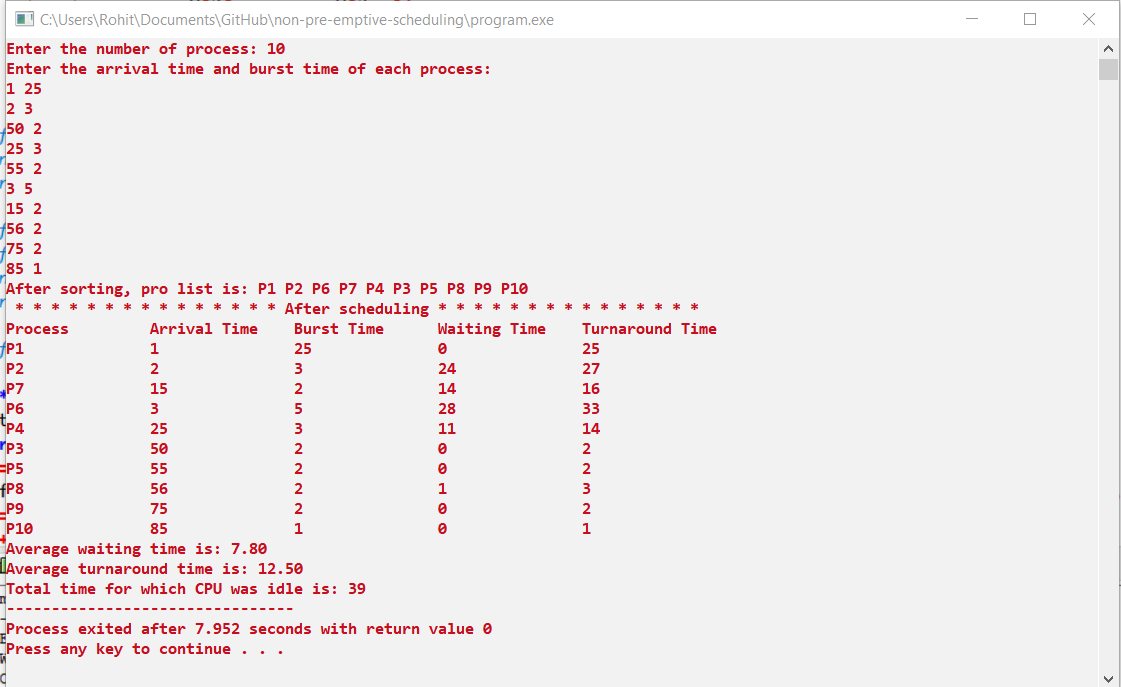 C:\Users\Rohit\Documents\GitHub\non-pre-emptive-scheduling\program.exe
Enter the number of process: 10
Enter the arrival time and burst time of each process:
1 25
2 3
50 2
25 3
55 2
3 5
15 2
56 2
75 2
85 1
After sorting, pro list is: P1 P2 P6 P7 P4 P3 P5 P8 P9 P10
* * * * * * * * * * * * * * * After scheduling * * * * * * * * * * * * * * *
Process Arrival Time Burst Time Waiting Time Turnaround Time
P1 1 25 0 25
P2 2 3 24 27
P7 15 2 14 16
P6 3 5 28 33
P4 25 3 11 14
P3 50 2 0 2
P5 55 2 0 2
P8 56 2 1 3
P9 75 2 0 2
P10 85 1 0 1
Average waiting time is: 7.80
Average turnaround time is: 12.50
Total time for which CPU was idle is: 39
--------------------------------
Process exited after 7.952 seconds with return value 0
Press any key to continue . . .